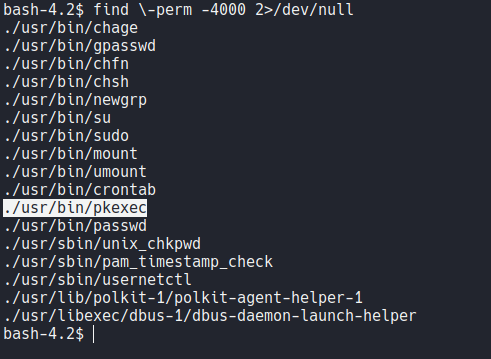 bash-4.2$ find \-perm -4000 2>/dev/null
./usr/bin/chage
./usr/bin/gpasswd
./usr/bin/chfn
./usr/bin/chsh
./usr/bin/newgrp
./usr/bin/su
./usr/bin/sudo
./usr/bin/mount
./usr/bin/umount
./usr/bin/crontab
./usr/bin/pkexec
./usr/bin/passwd
./usr/sbin/unix_chkpwd
./usr/sbin/pam_timestamp_check
./usr/sbin/usernetctl
./usr/lib/polkit-1/polkit-agent-helper-1
./usr/libexec/dbus-1/dbus-daemon-launch-helper
bash-4.2$